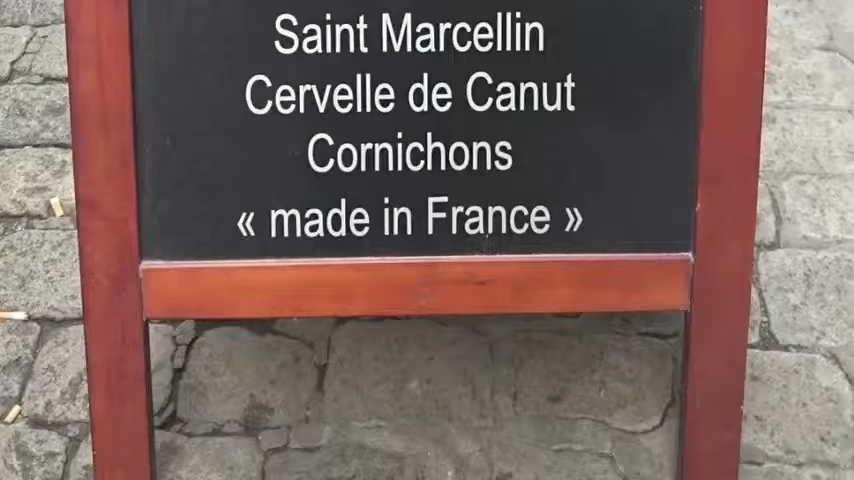 Saint Marcellin
Cervelle de Canut
Cornichons
« made in France »